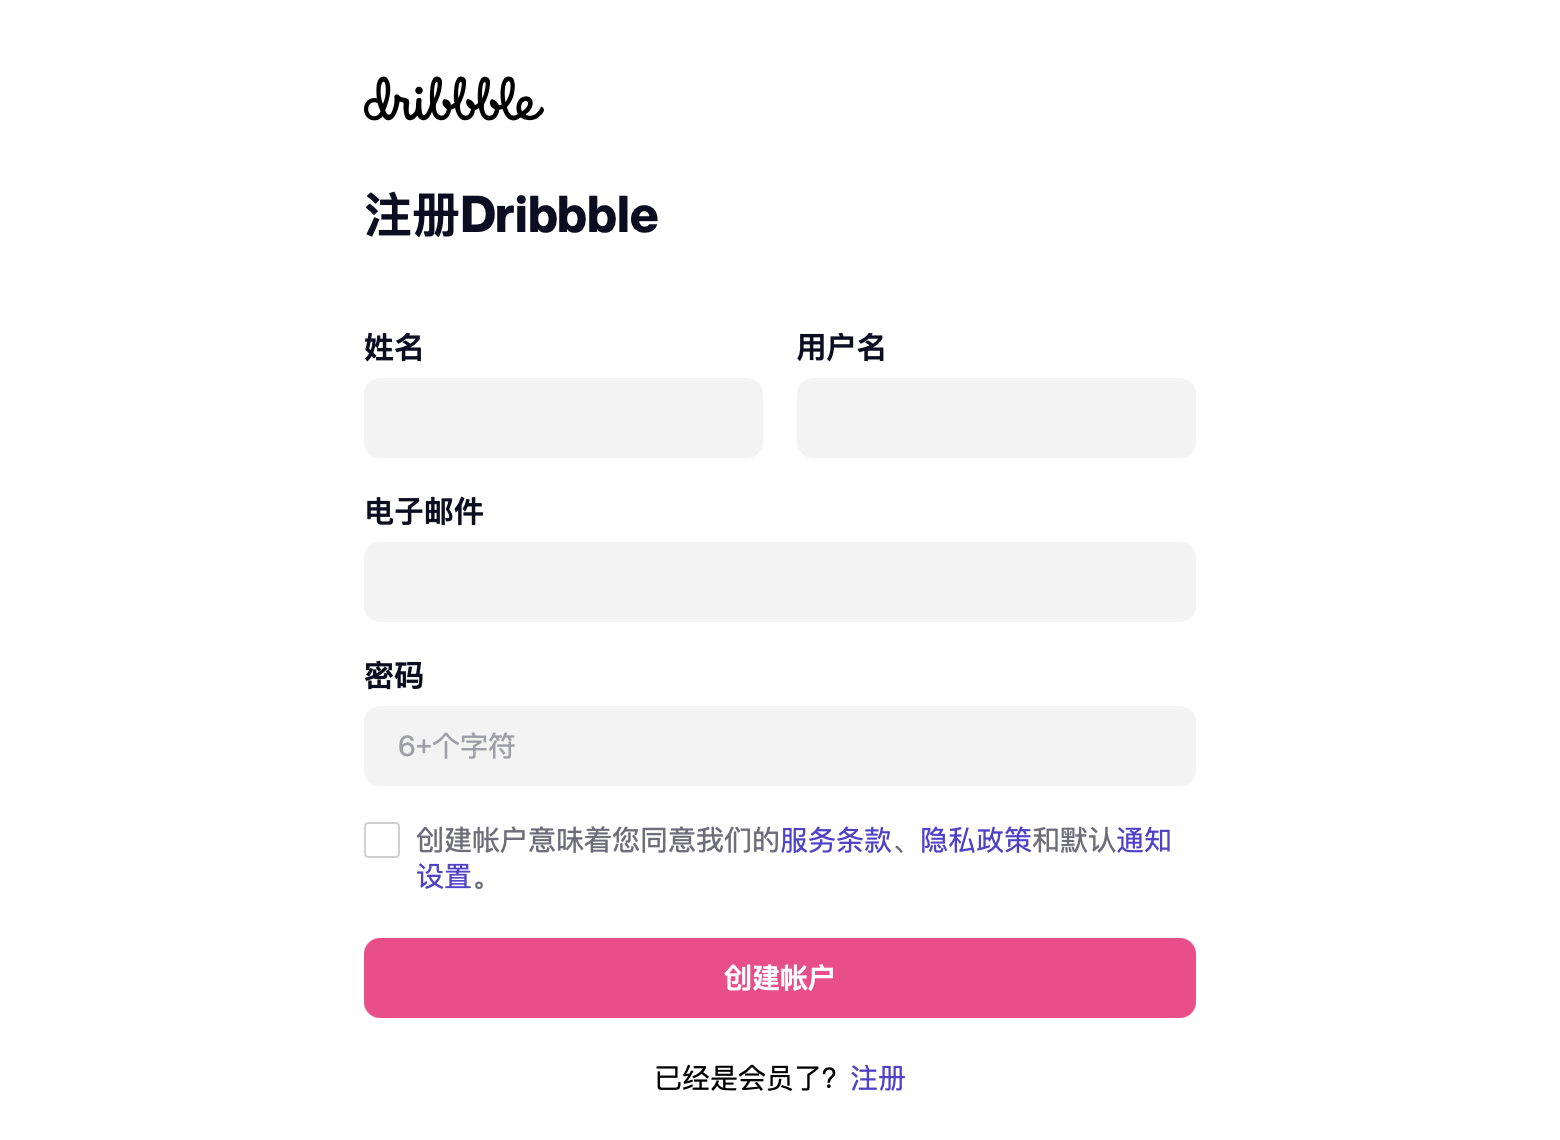 dribbble
注册Dribbble
姓名 用户名
电子邮件
密码
6+个字符
创建帐户意味着您同意我们的服务条款、隐私政策和默认通知
设置。
创建帐户
已经是会员了？ 注册